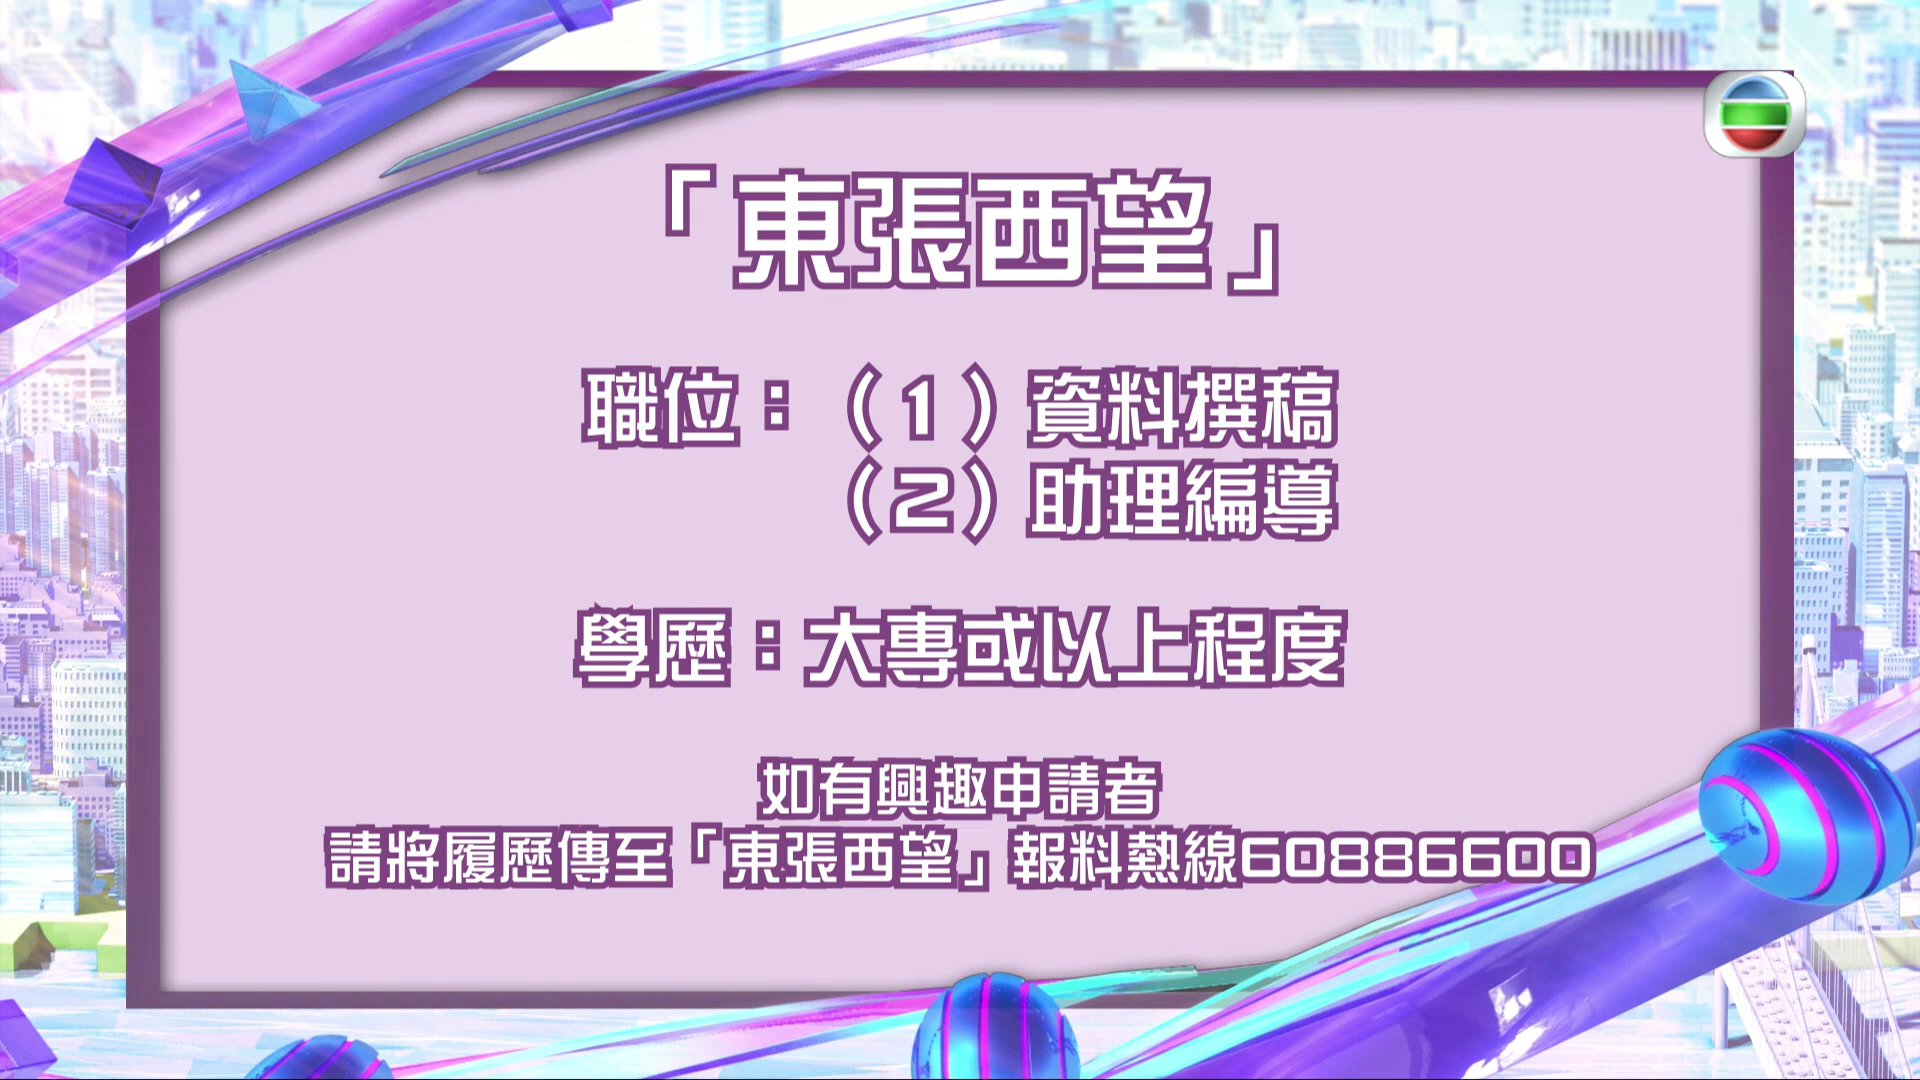 「東張西望」
職位：（1）資料撰稿
（2）助理編導
學歷：大專或以上程度
如有興趣申請者
請將履歷傳至「東張西望」報料熱線60886600